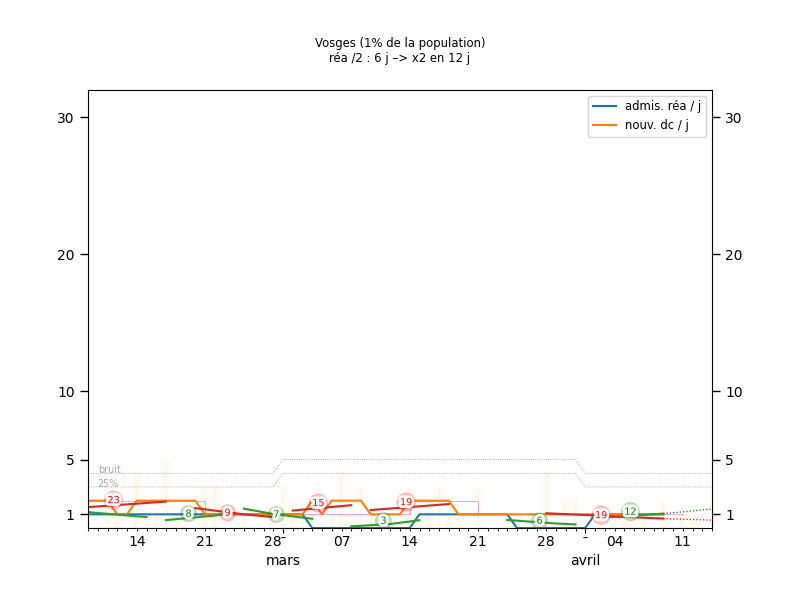 Vosges (1% de la population)
réa /2 : 6 j –> x2 en 12 j
admis. réa / j
nouv. dc / j
30 30
20 20
10 10
5 5
1 1
bruit
25%
23 8 9 7 15 3 19 6 19 12
14 21 28 07 14 21 28 04 11
mars avril